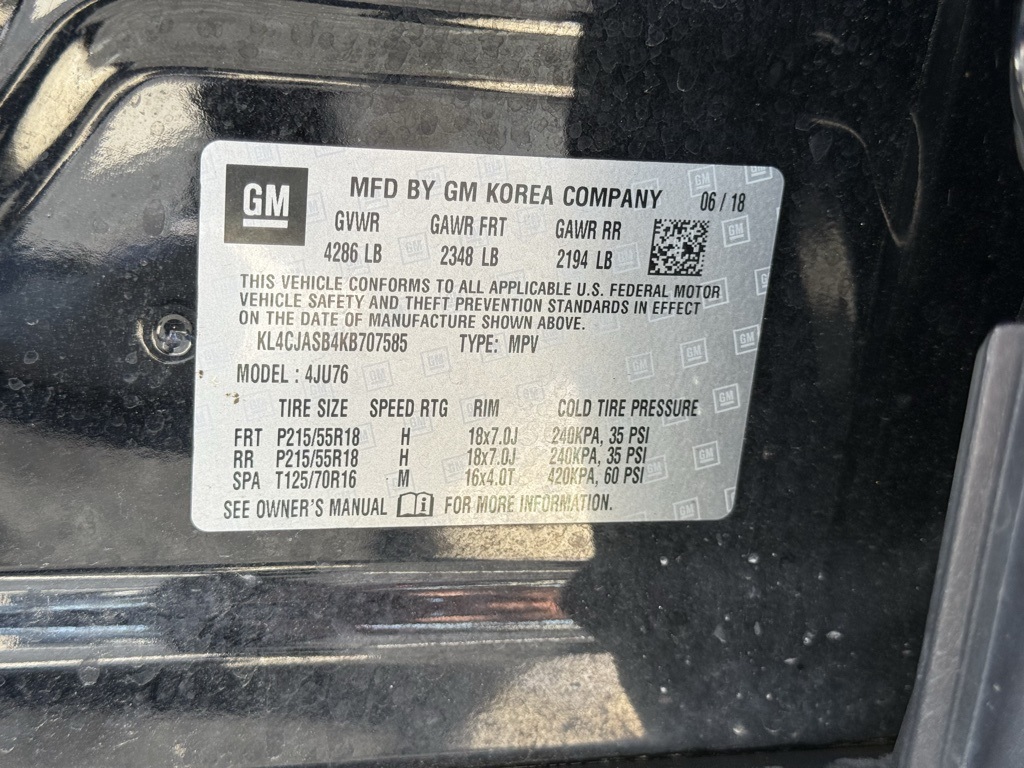 GM
MFD BY GM KOREA COMPANY 06 / 18
GVWR GAWR FRT GAWR RR
4286 LB 2348 LB 2194 LB
THIS VEHICLE CONFORMS TO ALL APPLICABLE U.S. FEDERAL MOTOR
VEHICLE SAFETY AND THEFT PREVENTION STANDARDS IN EFFECT
ON THE DATE OF MANUFACTURE SHOWN ABOVE.
KL4CJASB4KB707585 TYPE: MPV
MODEL : 4JU76
TIRE SIZE SPEED RTG RIM COLD TIRE PRESSURE
FRT P215/55R18 H 18x7.0J 240KPA, 35 PSI
RR P215/55R18 H 18x7.0J 240KPA, 35 PSI
SPA T125/70R16 M 16x4.0T 420KPA, 60 PSI
SEE OWNER'S MANUAL FOR MORE INFORMATION.